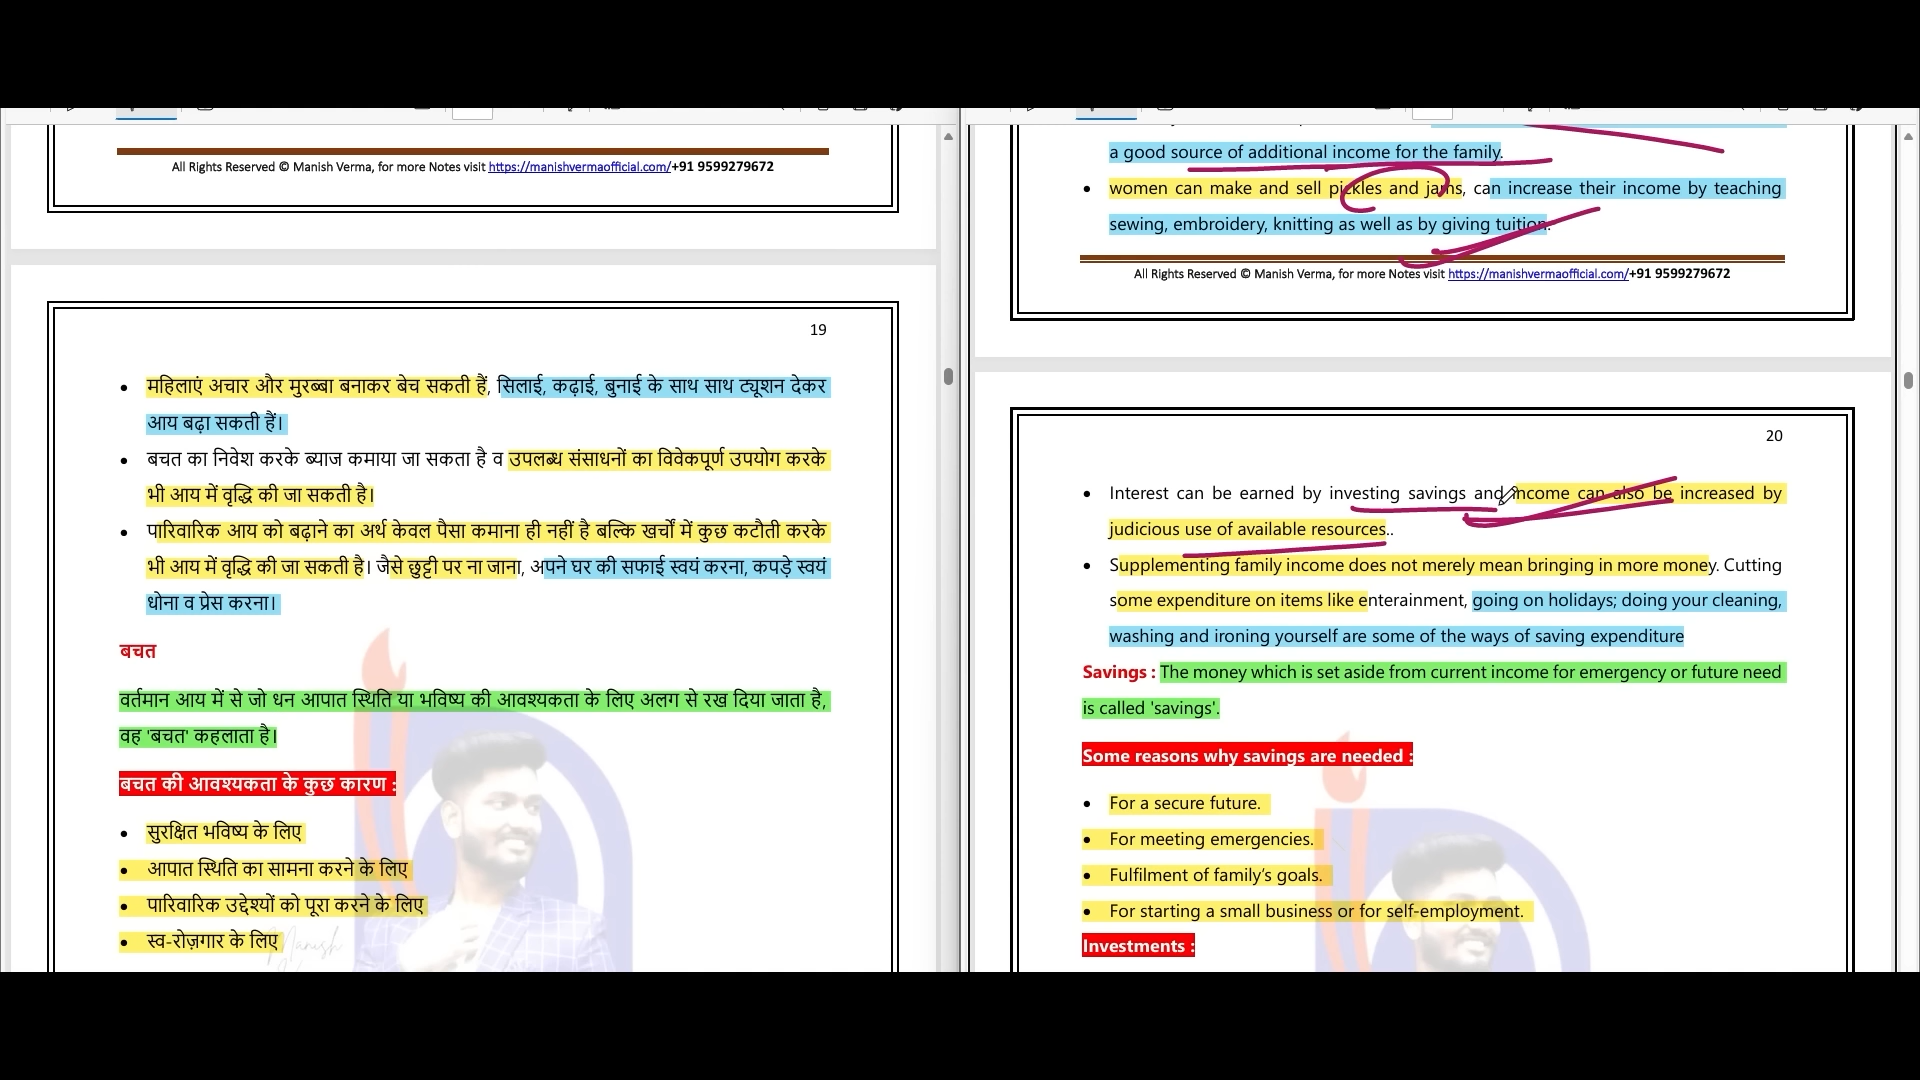 All Rights Reserved © Manish Verma, for more Notes visit https://manishvermaofficial.com/+91 9599279672
19
• महिलाएं अचार और मुरब्बा बनाकर बेच सकती हैं, सिलाई, कढ़ाई, बुनाई के साथ साथ ट्यूशन देकर
आय बढ़ा सकती हैं।
• बचत का निवेश करके ब्याज कमाया जा सकता है व उपलब्ध संसाधनों का विवेकपूर्ण उपयोग करके
भी आय में वृद्धि की जा सकती है।
• पारिवारिक आय को बढ़ाने का अर्थ केवल पैसा कमाना ही नहीं है बल्कि खर्चों में कुछ कटौती करके
भी आय में वृद्धि की जा सकती है। जैसे छुट्टी पर ना जाना, अपने घर की सफाई स्वयं करना, कपड़े स्वयं
धोना व प्रेस करना।
बचत
वर्तमान आय में से जो धन आपात स्थिति या भविष्य की आवश्यकता के लिए अलग से रख दिया जाता है,
वह 'बचत' कहलाता है।
बचत की आवश्यकता के कुछ कारण :
• सुरक्षित भविष्य के लिए
• आपात स्थिति का सामना करने के लिए
• पारिवारिक उद्देश्यों को पूरा करने के लिए
• स्व-रोज़गार के लिए
Manish
a good source of additional income for the family.
• women can make and sell pickles and jams, can increase their income by teaching
sewing, embroidery, knitting as well as by giving tuition.
All Rights Reserved © Manish Verma, for more Notes visit https://manishvermaofficial.com/+91 9599279672
20
• Interest can be earned by investing savings and income can also be increased by
judicious use of available resources..
• Supplementing family income does not merely mean bringing in more money. Cutting
some expenditure on items like enterainment, going on holidays; doing your cleaning,
washing and ironing yourself are some of the ways of saving expenditure
Savings : The money which is set aside from current income for emergency or future need
is called 'savings'.
Some reasons why savings are needed :
• For a secure future.
• For meeting emergencies.
• Fulfilment of family’s goals.
• For starting a small business or for self-employment.
Investments :